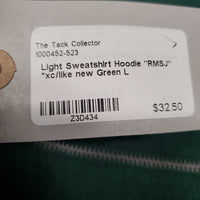 The Tack Collector
1000452-523
Light Sweatshirt Hoodie "RMSJ"
*xc/like new Green L
$32.50
Z3D434